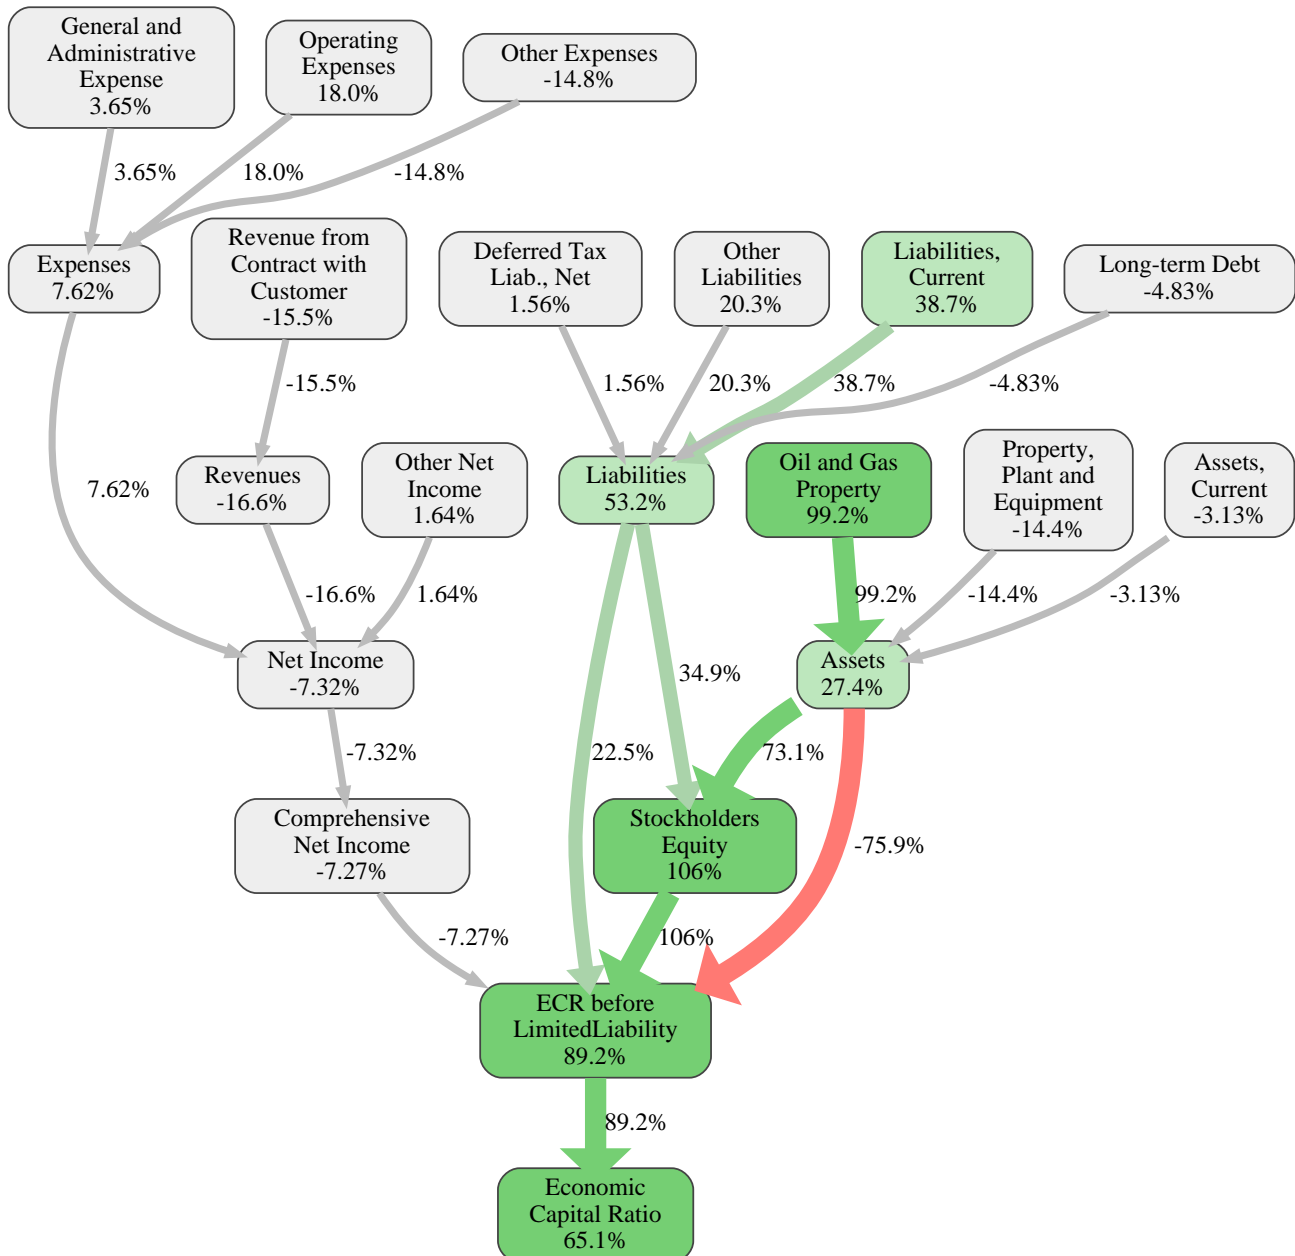 General and
Administrative
Expense
3.65%
Operating
Expenses
18.0%
Other Expenses
-14.8%
3.65%
18.0%
-14.8%
Expenses
7.62%
Revenue from
Contract with
Customer
-15.5%
Deferred Tax
Liab., Net
1.56%
Other
Liabilities
20.3%
Liabilities,
Current
38.7%
Long-term Debt
-4.83%
-15.5%
1.56%
20.3%
38.7%
-4.83%
7.62%
Revenues
-16.6%
Other Net
Income
1.64%
Liabilities
53.2%
Oil and Gas
Property
99.2%
Property,
Plant and
Equipment
-14.4%
Assets,
Current
-3.13%
-16.6%
1.64%
99.2%
-14.4%
-3.13%
Net Income
-7.32%
34.9%
Assets
27.4%
-7.32%
22.5%
73.1%
Comprehensive
Net Income
-7.27%
Stockholders
Equity
106%
-75.9%
-7.27%
106%
ECR before
LimitedLiability
89.2%
89.2%
Economic
Capital Ratio
65.1%